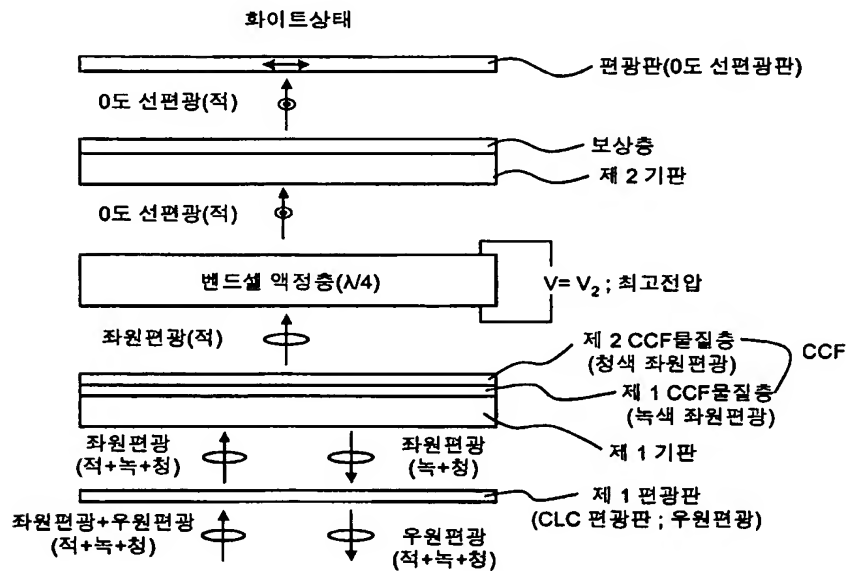 화이트상태
편광판(0도 선편광판)
0도 선편광(적)
보상층
제 2 기판
0도 선편광(적)
벤드셀 액정층(λ/4)
V= V₂ ; 최고전압
좌원편광(적)
제 2 CCF물질층
(청색 좌원편광)
CCF
제 1 CCF물질층
(녹색 좌원편광)
좌원편광
(적+녹+청)
좌원편광
(녹+청)
제 1 기판
제 1 편광판
(CLC 편광판 ; 우원편광)
좌원편광+우원편광
(적+녹+청)
우원편광
(적+녹+청)